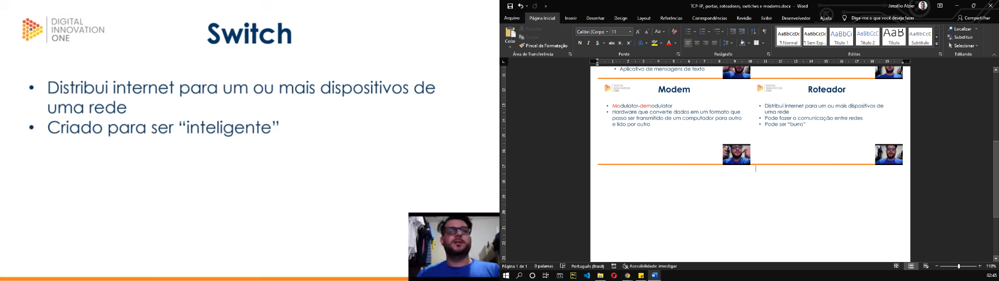 DIGITAL
INNOVATION
ONE
Switch
• Distribui internet para um ou mais dispositivos de
uma rede
• Criado para ser “inteligente”
TCP-IP, portas, roteadores, switches e modems.docx - Word
Jorzélio Alzier
Arquivo
Página Inicial
Inserir
Desenhar
Design
Layout
Referências
Correspondências
Revisão
Exibir
Desenvolvedor
Ajuda
Diga-me o que você deseja fazer
Compartilhar
Colar
Recortar
Copiar
Pincel de Formatação
Área de Transferência
Calibri (Corpo)
11
N I S abc X₂ X²
Fonte
Parágrafo
AaBbCcDc
¶ Normal
AaBbCcDc
¶ Sem Esp...
AaBbC
Título 1
AaBbCcC
Título 2
AaB
Título
AaBbCcD
Subtítulo
Estilos
Localizar
Substituir
Selecionar
Editando
• Aplicativo de mensagens de texto
DIGITAL
INNOVATION
ONE
Modem
• Modulator-demodulator
• Hardware que converte dados em um formato que
possa ser transmitido de um computador para outro
e lido por outro
DIGITAL
INNOVATION
ONE
Roteador
• Distribui internet para um ou mais dispositivos de
uma rede
• Pode fazer a comunicação entre redes
• Pode ser “burro”
Página 1 de 1
0 palavras
Português (Brasil)
Acessibilidade: investigar
110%
02:45